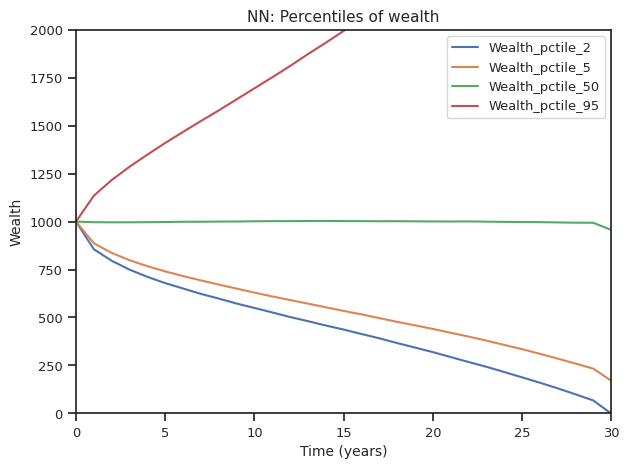 NN: Percentiles of wealth
2000
1750
1500
1250
1000
750
500
250
0
Wealth
Wealth_pctile_2
Wealth_pctile_5
Wealth_pctile_50
Wealth_pctile_95
0 5 10 15 20 25 30
Time (years)